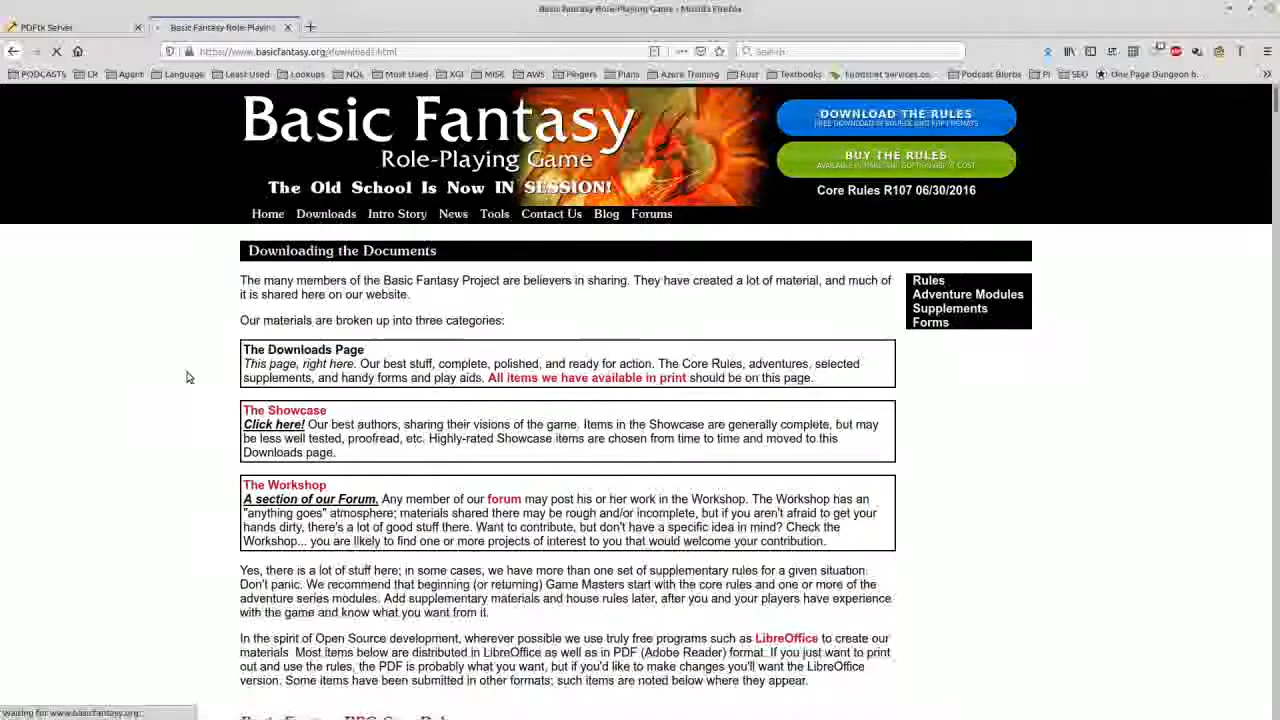 Basic Fantasy Role-Playing Game - Mozilla Firefox
PDFtk Server
Basic Fantasy Role-Playin
https://www.basicfantasy.org/downloads.html
Search
PODCASTS CR Agent Language Least Used Lookups NQL Most Used XGI MISE AWS Plugers Plans Azure Training Rust Textbooks Podcast Blurbs PI SEO One Page Dungeon b...
Basic Fantasy
Role-Playing Game
The Old School Is Now IN SESSION!
DOWNLOAD THE RULES
BUY THE RULES
Core Rules R107 06/30/2016
Home Downloads Intro Story News Tools Contact Us Blog Forums
Downloading the Documents
The many members of the Basic Fantasy Project are believers in sharing. They have created a lot of material, and much of
it is shared here on our website.
Our materials are broken up into three categories:
The Downloads Page
This page, right here. Our best stuff, complete, polished, and ready for action. The Core Rules, adventures, selected
supplements, and handy forms and play aids. All items we have available in print should be on this page.
The Showcase
Click here! Our best authors, sharing their visions of the game. Items in the Showcase are generally complete, but may
be less well tested, proofread, etc. Highly-rated Showcase items are chosen from time to time and moved to this
Downloads page.
The Workshop
A section of our Forum. Any member of our forum may post his or her work in the Workshop. The Workshop has an
"anything goes" atmosphere; materials shared there may be rough and/or incomplete, but if you aren't afraid to get your
hands dirty, there's a lot of good stuff there. Want to contribute, but don't have a specific idea in mind? Check the
Workshop... you are likely to find one or more projects of interest to you that would welcome your contribution.
Yes, there is a lot of stuff here; in some cases, we have more than one set of supplementary rules for a given situation.
Don't panic. We recommend that beginning (or returning) Game Masters start with the core rules and one or more of the
adventure series modules. Add supplementary materials and house rules later, after you and your players have experience
with the game and know what you want from it.
In the spirit of Open Source development, wherever possible we use truly free programs such as LibreOffice to create our
materials. Most items below are distributed in LibreOffice as well as in PDF (Adobe Reader) format. If you just want to print
out and use the rules, the PDF is probably what you want, but if you'd like to make changes you'll want the LibreOffice
version. Some items have been submitted in other formats; such items are noted below where they appear.
Rules
Adventure Modules
Supplements
Forms
Waiting for www.basicfantasy.org...